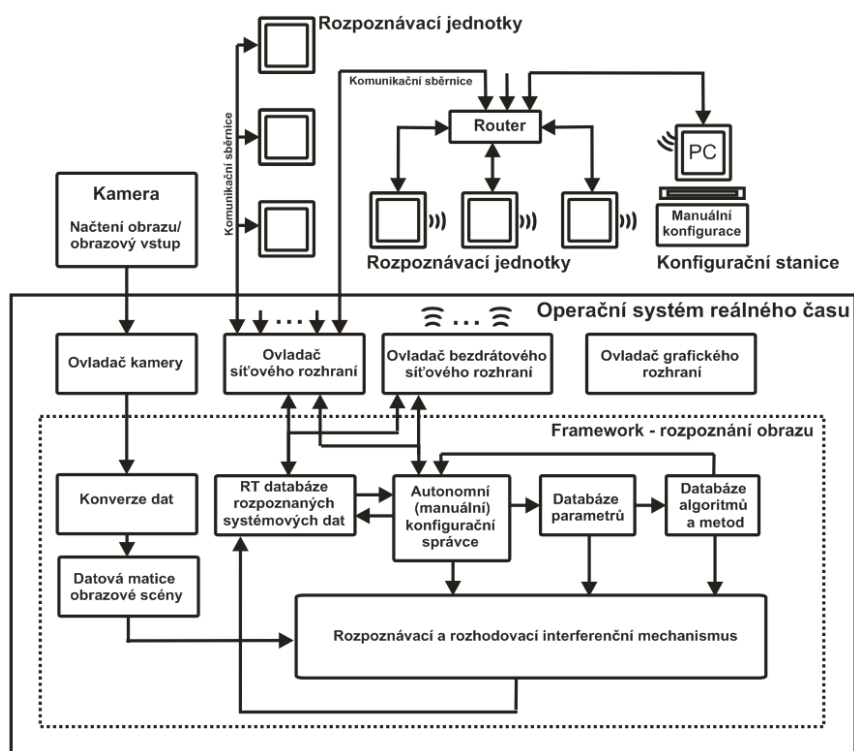 Rozpoznávací jednotky
Komunikační sběrnice
Komunikační sběrnice
Router
PC
Manuální
konfigurace
Rozpoznávací jednotky
Konfigurační stanice
Kamera
Načtení obrazu/
obrazový vstup
Operační systém reálného času
Ovladač kamery
Ovladač
síťového rozhraní
Ovladač bezdrátového
síťového rozhraní
Ovladač grafického
rozhraní
Framework - rozpoznání obrazu
Konverze dat
RT databáze
rozpoznaných
systémových dat
Autonomní
(manuální)
konfigurační
správce
Databáze
parametrů
Databáze
algoritmů
a metod
Datová matice
obrazové scény
Rozpoznávací a rozhodovací interferenční mechanismus